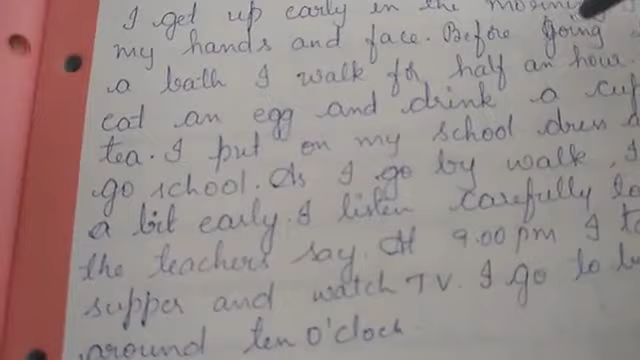 I get up early in the
my hands and face. Before going
a bath I walk for half an hour.
eat an egg and drink a cup
tea. I put on my school dress
go school. As I go by walk, I
a bit early. I listen carefully to
the teachers say. At 9.00 pm I
supper and watch TV. I go to
around ten o'clock